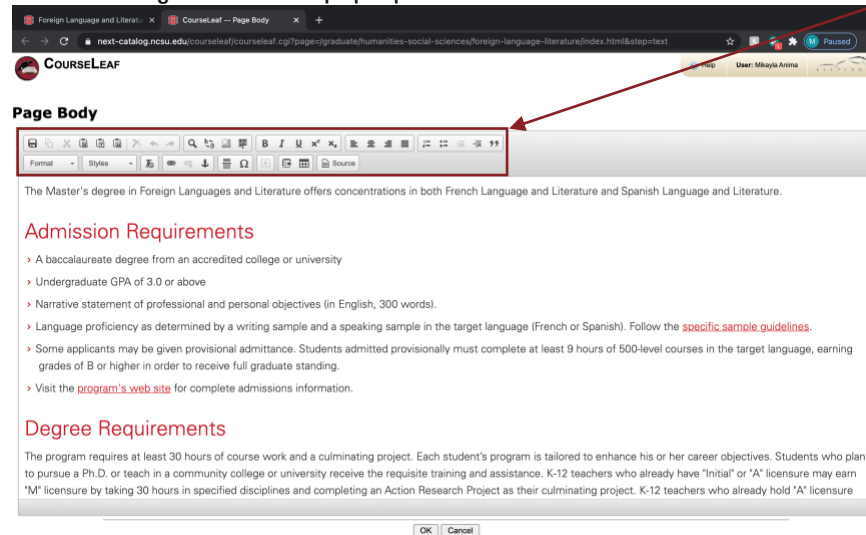 Foreign Language and Literatu
CourseLeaf -- Page Body
next-catalog.ncsu.edu/courseleaf/courseleaf.cgi?page=/graduate/humanities-social-sciences/foreign-language-literature/index.html&step=text
M Paused
COURSELEAF
Help User: Mikayla Anima
Page Body
B I U x² x₂
Format Styles Ω Source
The Master's degree in Foreign Languages and Literature offers concentrations in both French Language and Literature and Spanish Language and Literature.
Admission Requirements
› A baccalaureate degree from an accredited college or university
› Undergraduate GPA of 3.0 or above
› Narrative statement of professional and personal objectives (in English, 300 words).
› Language proficiency as determined by a writing sample and a speaking sample in the target language (French or Spanish). Follow the specific sample guidelines.
› Some applicants may be given provisional admittance. Students admitted provisionally must complete at least 9 hours of 500-level courses in the target language, earning
grades of B or higher in order to receive full graduate standing.
› Visit the program's web site for complete admissions information.
Degree Requirements
The program requires at least 30 hours of course work and a culminating project. Each student's program is tailored to enhance his or her career objectives. Students who plan
to pursue a Ph.D. or teach in a community college or university receive the requisite training and assistance. K-12 teachers who already have "Initial" or "A" licensure may earn
"M" licensure by taking 30 hours in specified disciplines and completing an Action Research Project as their culminating project. K-12 teachers who already hold "A" licensure
OK Cancel